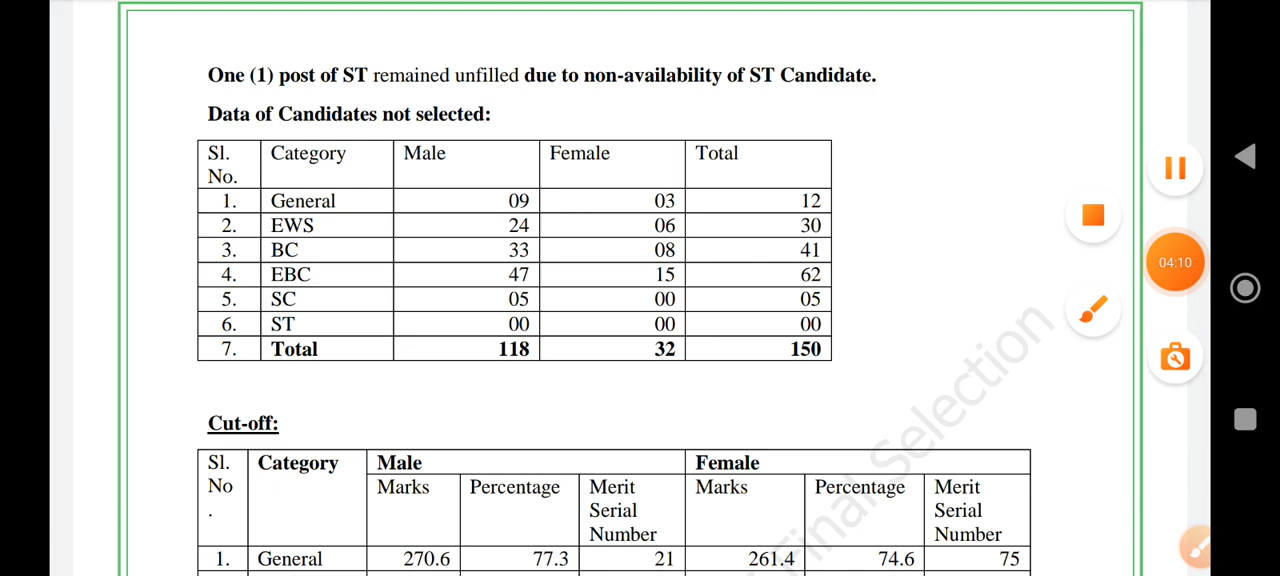 One (1) post of ST remained unfilled due to non-availability of ST Candidate.
Data of Candidates not selected:
Sl. No. Category Male Female Total
1. General 09 03 12
2. EWS 24 06 30
3. BC 33 08 41
4. EBC 47 15 62
5. SC 05 00 05
6. ST 00 00 00
7. Total 118 32 150
Cut-off:
Sl. No . Category Male Female
Marks Percentage Merit Serial Number Marks Percentage Merit Serial Number
1. General 270.6 77.3 21 261.4 74.6 75
Final Selection
04:10